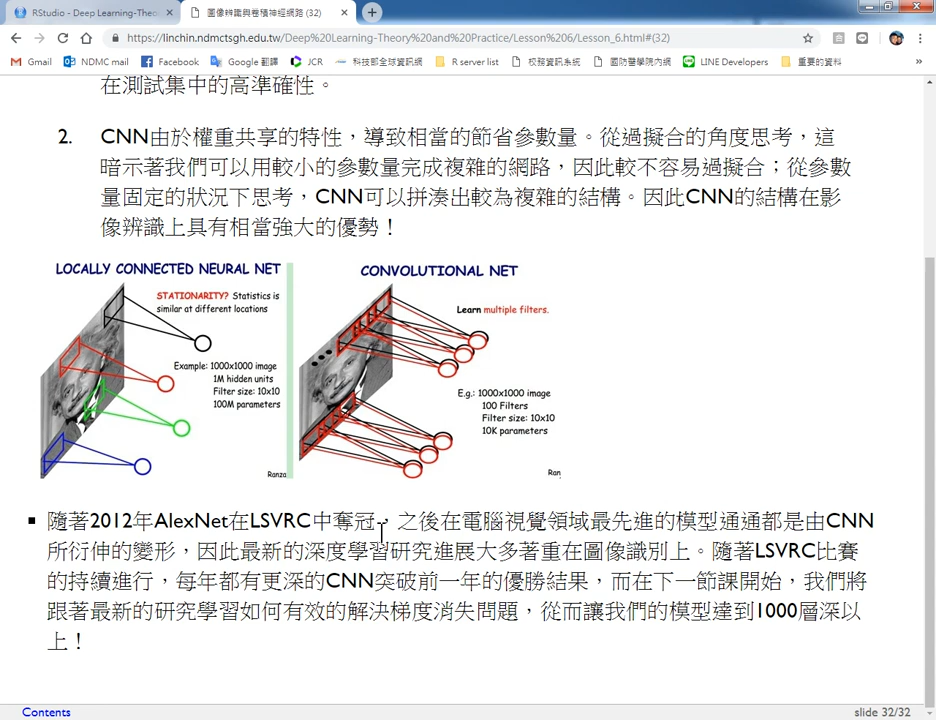 RStudio - Deep Learning-Theo
圖像辨識與卷積神經網路 (32)
https://linchin.ndmctsgh.edu.tw/Deep%20Learning-Theory%20and%20Practice/Lesson%206/Lesson_6.html#(32)
Gmail NDMC mail Facebook Google 翻譯 JCR 科技部全球資訊網 R server list 校務資訊系統 國防醫學院內網 LINE Developers 重要的資料 »
在測試集中的高準確性。
2. CNN由於權重共享的特性，導致相當的節省參數量。從過擬合的角度思考，這
暗示著我們可以用較小的參數量完成複雜的網路，因此較不容易過擬合；從參數
量固定的狀況下思考，CNN可以拼湊出較為複雜的結構。因此CNN的結構在影
像辨識上具有相當強大的優勢！
LOCALLY CONNECTED NEURAL NET
STATIONARITY? Statistics is
similar at different locations
Example: 1000x1000 image
1M hidden units
Filter size: 10x10
100M parameters
Ranza
CONVOLUTIONAL NET
Learn multiple filters.
E.g.: 1000x1000 image
100 Filters
Filter size: 10x10
10K parameters
Ran
隨著2012年AlexNet在LSVRC中奪冠，之後在電腦視覺領域最先進的模型通通都是由CNN
所衍伸的變形，因此最新的深度學習研究進展大多著重在圖像識別上。隨著LSVRC比賽
的持續進行，每年都有更深的CNN突破前一年的優勝結果，而在下一節課開始，我們將
跟著最新的研究學習如何有效的解決梯度消失問題，從而讓我們的模型達到1000層深以
上！
Contents
slide 32/32